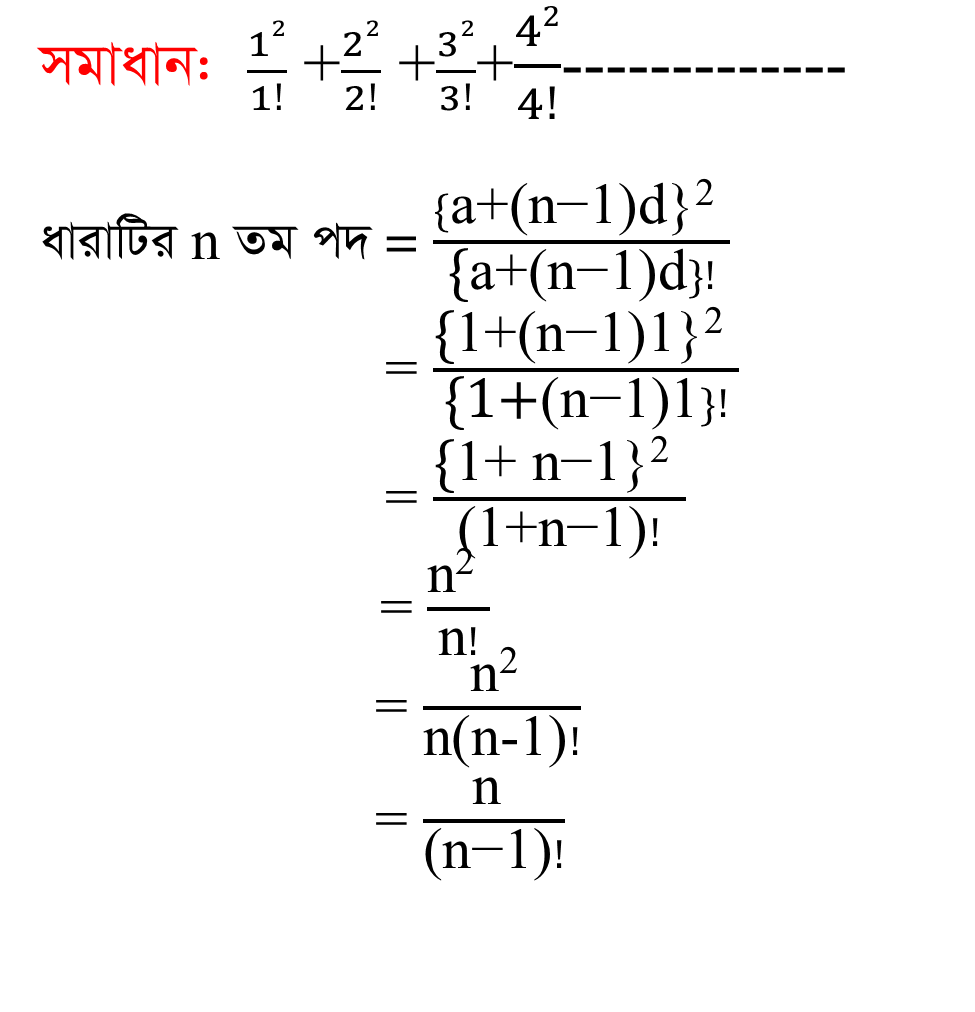 সমাধানঃ 1²/1! + 2²/2! + 3²/3! + 4²/4! -------------
ধারাটির n তম পদ = {a+(n−1)d}²/{a+(n−1)d}!
= {1+(n−1)1}²/{1+(n−1)1}!
= {1+ n−1}²/(1+n−1)!
= n²/n!
= n²/n(n-1)!
= n/(n−1)!